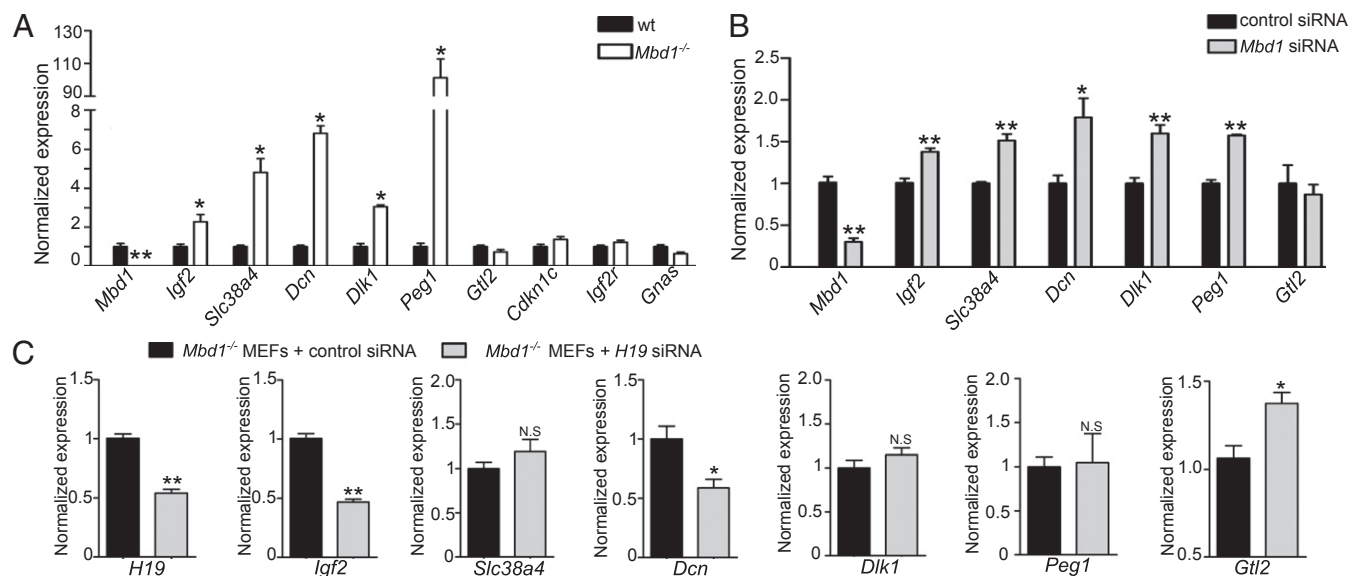 A
wt
Mbd1-/-
Normalized expression
130
110
90
8
6
4
2
0
* * * * * **
Mbd1 Igf2 Slc38a4 Dcn Dlk1 Peg1 Gtl2 Cdkn1c Igf2r Gnas
B
control siRNA
Mbd1 siRNA
Normalized expression
2.5
2.0
1.5
1
0.5
0
** ** ** * ** **
Mbd1 Igf2 Slc38a4 Dcn Dlk1 Peg1 Gtl2
C
Mbd1-/- MEFs + control siRNA
Mbd1-/- MEFs + H19 siRNA
Normalized expression
1.5
1
0.5
0
**
H19
Normalized expression
1.5
1
0.5
0
**
Igf2
Normalized expression
2.0
1.5
1
0.5
0
N.S
Slc38a4
Normalized expression
1.5
1
0.5
0
*
Dcn
Normalized expression
2.0
1.5
1
0.5
0
N.S
Dlk1
Normalized expression
2.0
1.5
1
0.5
0
N.S
Peg1
Normalized expression
1.5
1.0
0.5
*
Gtl2